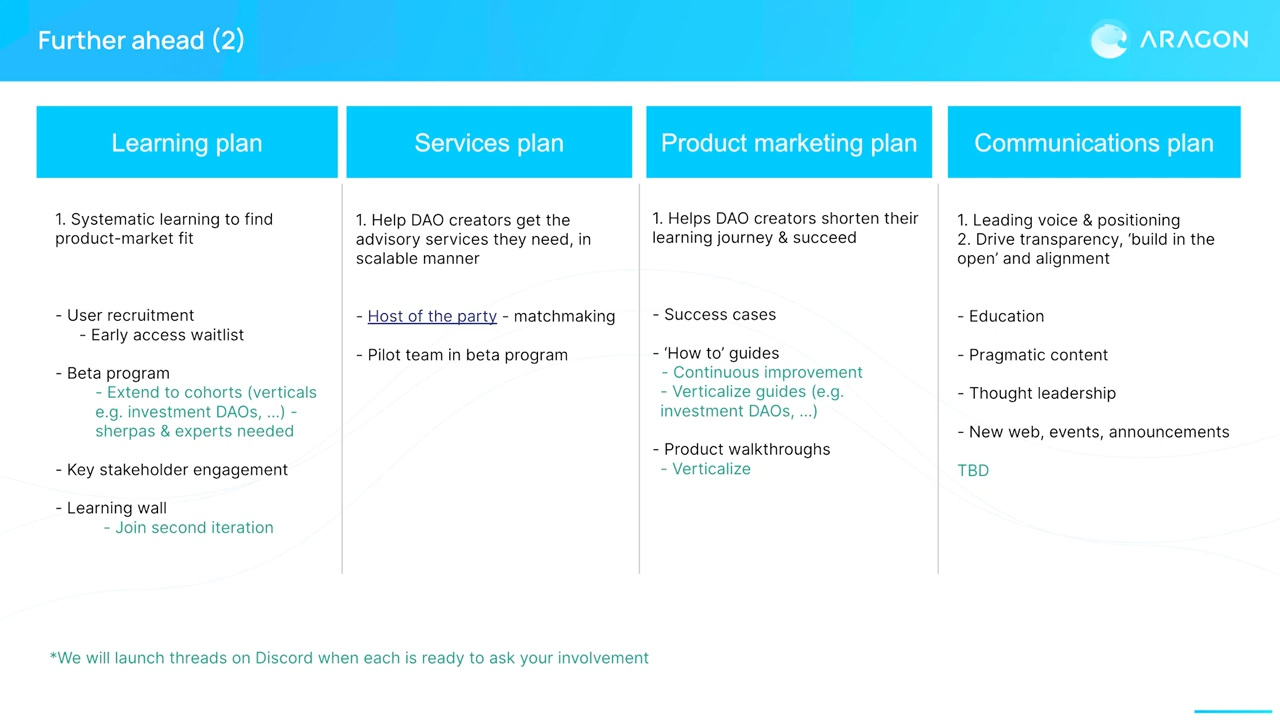 Further ahead (2)
ARAGON
Learning plan
1. Systematic learning to find
product-market fit
- User recruitment
- Early access waitlist
- Beta program
- Extend to cohorts (verticals
e.g. investment DAOs, ...) -
sherpas & experts needed
- Key stakeholder engagement
- Learning wall
- Join second iteration
Services plan
1. Help DAO creators get the
advisory services they need, in
scalable manner
- Host of the party - matchmaking
- Pilot team in beta program
Product marketing plan
1. Helps DAO creators shorten their
learning journey & succeed
- Success cases
- ‘How to’ guides
- Continuous improvement
- Verticalize guides (e.g.
investment DAOs, ...)
- Product walkthroughs
- Verticalize
Communications plan
1. Leading voice & positioning
2. Drive transparency, ‘build in the
open’ and alignment
- Education
- Pragmatic content
- Thought leadership
- New web, events, announcements
TBD
*We will launch threads on Discord when each is ready to ask your involvement